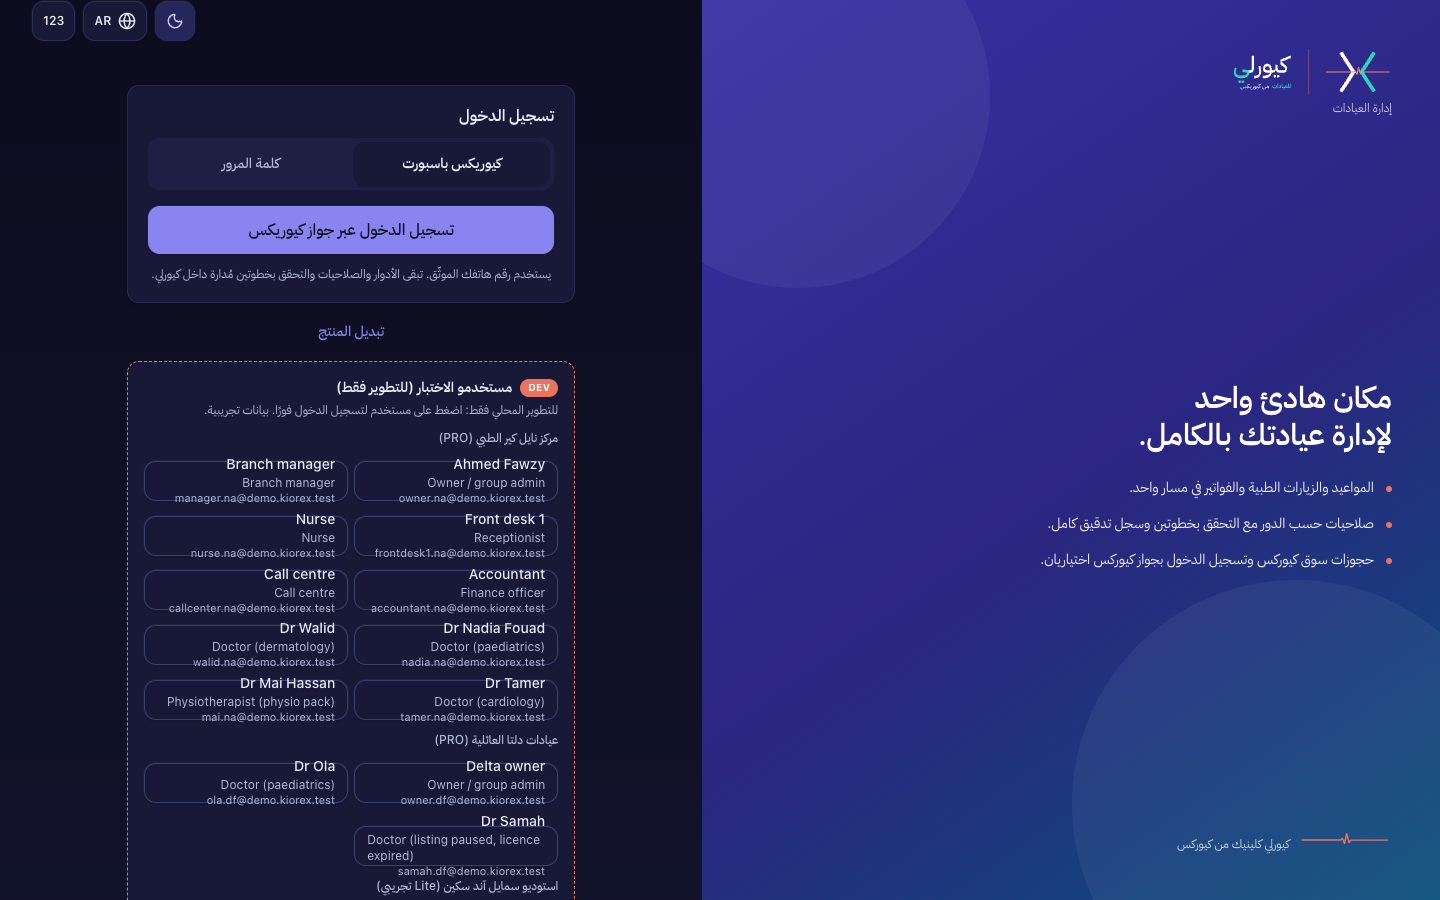 123
AR
كيورلي
للعيادات من كيوريكس
إدارة العيادات
مكان هادئ واحد
لإدارة عيادتك بالكامل.
المواعيد والزيارات الطبية والفواتير في مسار واحد.
صلاحيات حسب الدور مع التحقق بخطوتين وسجل تدقيق كامل.
حجوزات سوق كيوركس وتسجيل الدخول بجواز كيوركس اختياريان.
كيورلي كلينيك من كيوركس
تسجيل الدخول
كيوريكس باسبورت
كلمة المرور
تسجيل الدخول عبر جواز كيوريكس
يستخدم رقم هاتفك الموثّق. تبقى الأدوار والصلاحيات والتحقق بخطوتين مُدارة داخل كيورلي.
تبديل المنتج
DEV مستخدمو الاختبار (للتطوير فقط)
للتطوير المحلي فقط: اضغط على مستخدم لتسجيل الدخول فورًا. بيانات تجريبية.
مركز نايل كير الطبي (PRO)
Ahmed Fawzy
Owner / group admin
owner.na@demo.kiorex.test
Branch manager
Branch manager
manager.na@demo.kiorex.test
Front desk 1
Receptionist
frontdesk1.na@demo.kiorex.test
Nurse
Nurse
nurse.na@demo.kiorex.test
Accountant
Finance officer
accountant.na@demo.kiorex.test
Call centre
Call centre
callcenter.na@demo.kiorex.test
Dr Nadia Fouad
Doctor (paediatrics)
nadia.na@demo.kiorex.test
Dr Walid
Doctor (dermatology)
walid.na@demo.kiorex.test
Dr Tamer
Doctor (cardiology)
tamer.na@demo.kiorex.test
Dr Mai Hassan
Physiotherapist (physio pack)
mai.na@demo.kiorex.test
عيادات دلتا العائلية (PRO)
Delta owner
Owner / group admin
owner.df@demo.kiorex.test
Dr Ola
Doctor (paediatrics)
ola.df@demo.kiorex.test
Dr Samah
Doctor (listing paused, licence
expired)
samah.df@demo.kiorex.test
استوديو سمايل آند سكين (Lite تجريبي)